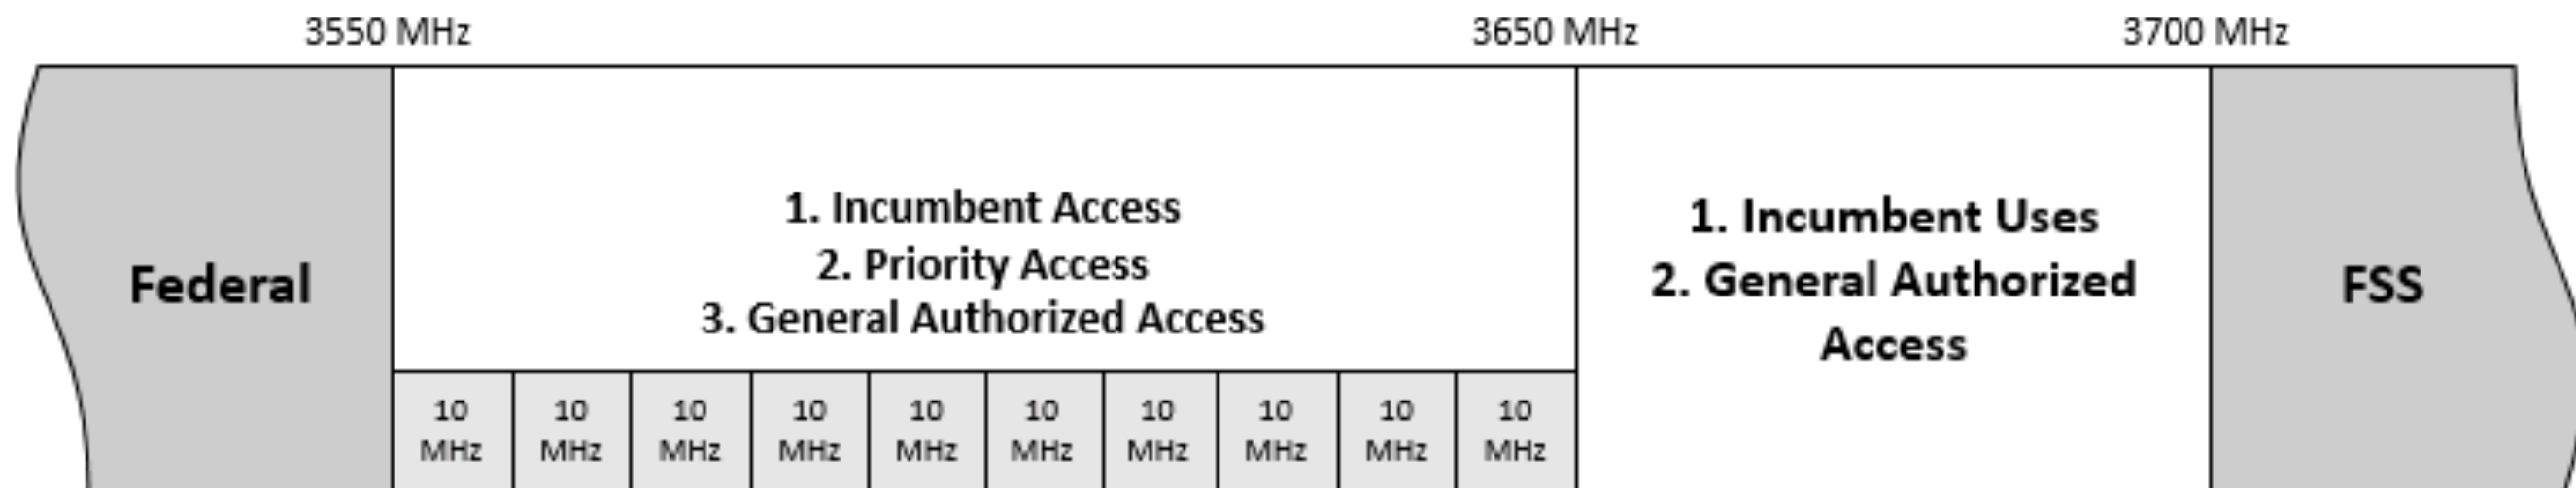 3550 MHz
3650 MHz
3700 MHz
Federal
1. Incumbent Access
2. Priority Access
3. General Authorized Access
10
MHz
10
MHz
10
MHz
10
MHz
10
MHz
10
MHz
10
MHz
10
MHz
10
MHz
10
MHz
1. Incumbent Uses
2. General Authorized
Access
FSS